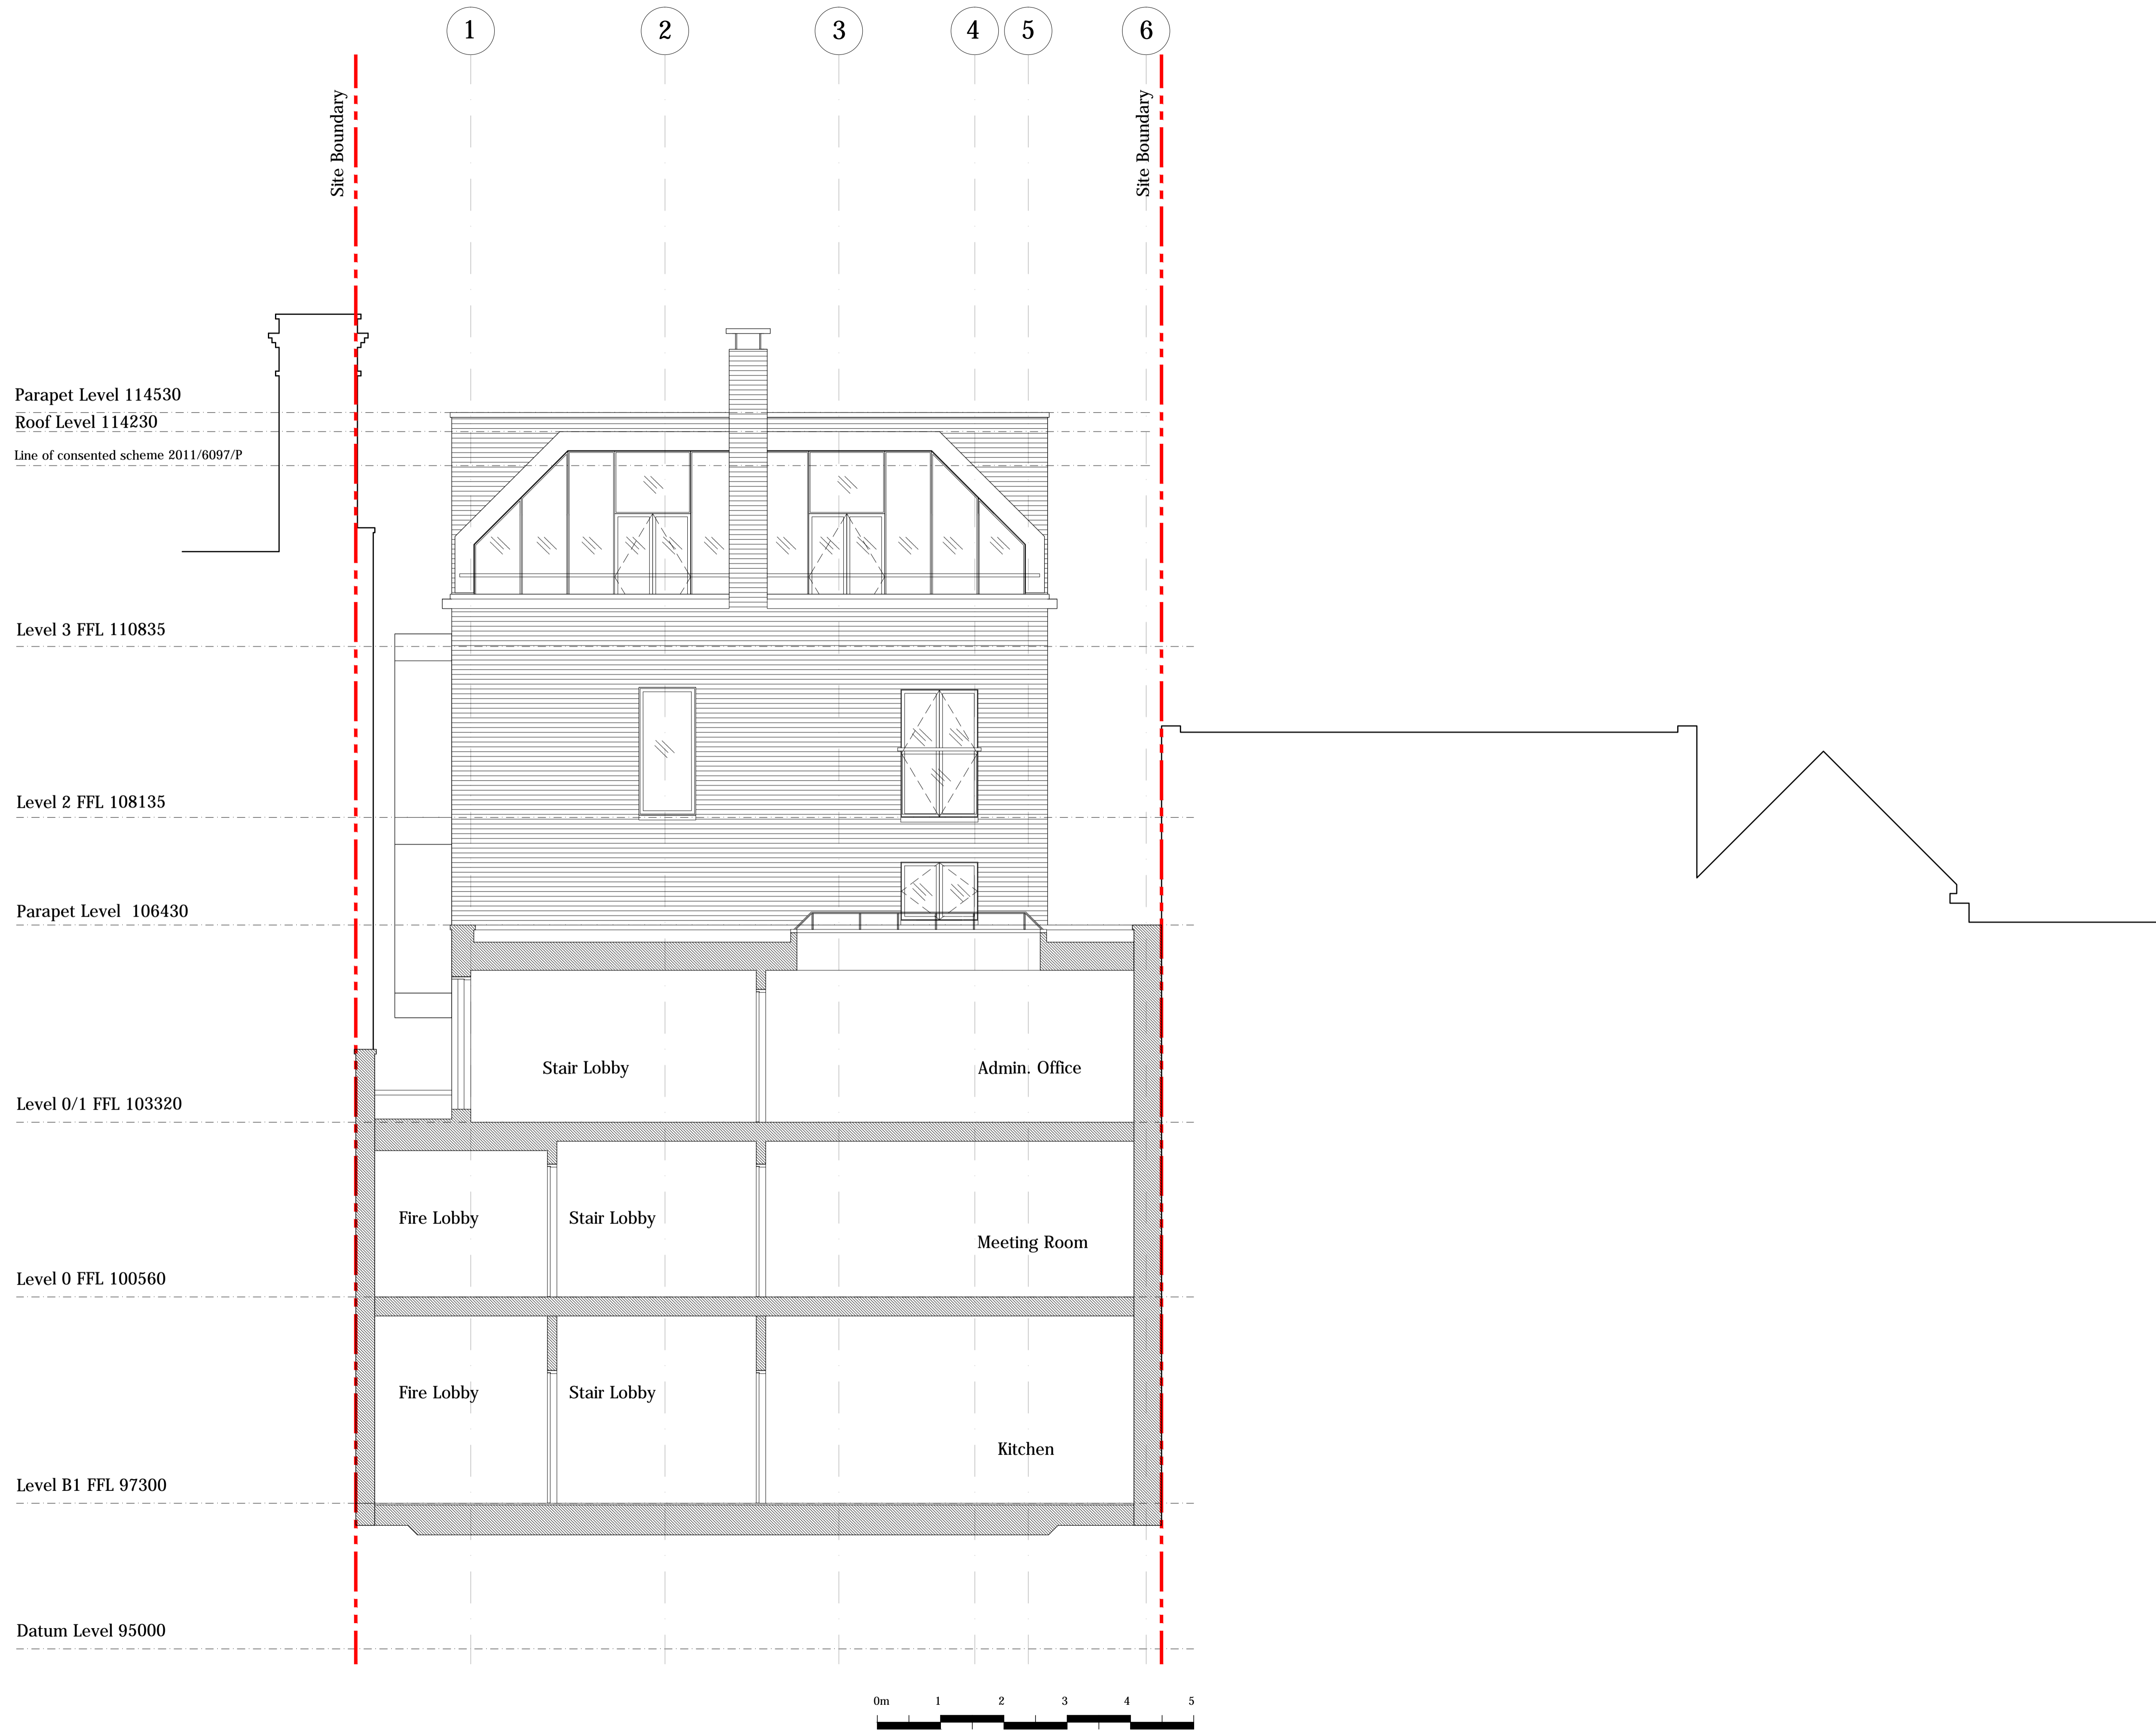 1
2
3
4
5
6
Site Boundary
Site Boundary
Parapet Level 114530
Roof Level 114230
Line of consented scheme 2011/6097/P
Level 3 FFL 110835
Level 2 FFL 108135
Parapet Level 106430
Stair Lobby
Admin. Office
Level 0/1 FFL 103320
Fire Lobby
Stair Lobby
Meeting Room
Level 0 FFL 100560
Fire Lobby
Stair Lobby
Kitchen
Level B1 FFL 97300
Datum Level 95000
0m 1 2 3 4 5